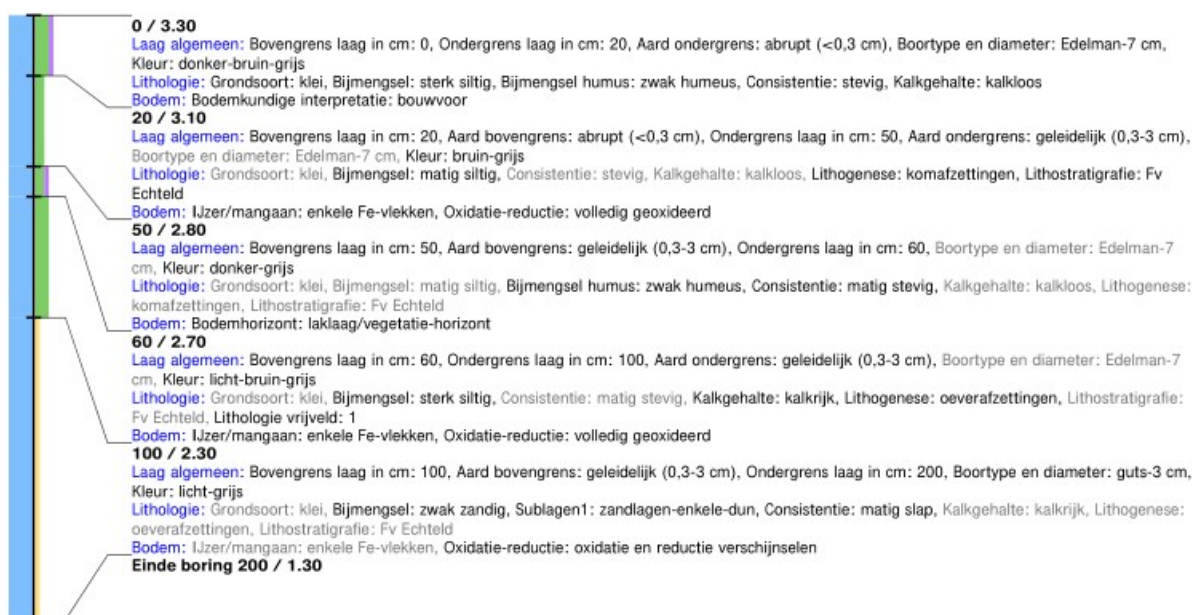 0 / 3.30
Laag algemeen: Bovengrens laag in cm: 0, Ondergrens laag in cm: 20, Aard ondergrens: abrupt (<0,3 cm), Boortype en diameter: Edelman-7 cm,
Kleur: donker-bruin-grijs
Lithologie: Grondsoort: klei, Bijmengsel: sterk siltig, Bijmengsel humus: zwak humeus, Consistentie: stevig, Kalkgehalte: kalkloos
Bodem: Bodemkundige interpretatie: bouwvoor
20 / 3.10
Laag algemeen: Bovengrens laag in cm: 20, Aard bovengrens: abrupt (<0,3 cm), Ondergrens laag in cm: 50, Aard ondergrens: geleidelijk (0,3-3 cm),
Boortype en diameter: Edelman-7 cm, Kleur: bruin-grijs
Lithologie: Grondsoort: klei, Bijmengsel: matig siltig, Consistentie: stevig, Kalkgehalte: kalkloos, Lithogenese: komafzettingen, Lithostratigrafie: Fv
Echteld
Bodem: IJzer/mangaan: enkele Fe-vlekken, Oxidatie-reductie: volledig geoxideerd
50 / 2.80
Laag algemeen: Bovengrens laag in cm: 50, Aard bovengrens: geleidelijk (0,3-3 cm), Ondergrens laag in cm: 60, Boortype en diameter: Edelman-7
cm, Kleur: donker-grijs
Lithologie: Grondsoort: klei, Bijmengsel: matig siltig, Bijmengsel humus: zwak humeus, Consistentie: matig stevig, Kalkgehalte: kalkloos, Lithogenese:
komafzettingen, Lithostratigrafie: Fv Echteld
Bodem: Bodemhorizont: laklaag/vegetatie-horizont
60 / 2.70
Laag algemeen: Bovengrens laag in cm: 60, Ondergrens laag in cm: 100, Aard ondergrens: geleidelijk (0,3-3 cm), Boortype en diameter: Edelman-7
cm, Kleur: licht-bruin-grijs
Lithologie: Grondsoort: klei, Bijmengsel: sterk siltig, Consistentie: matig stevig, Kalkgehalte: kalkrijk, Lithogenese: oeverafzettingen, Lithostratigrafie:
Fv Echteld, Lithologie vrijveld: 1
Bodem: IJzer/mangaan: enkele Fe-vlekken, Oxidatie-reductie: volledig geoxideerd
100 / 2.30
Laag algemeen: Bovengrens laag in cm: 100, Aard bovengrens: geleidelijk (0,3-3 cm), Ondergrens laag in cm: 200, Boortype en diameter: guts-3 cm,
Kleur: licht-grijs
Lithologie: Grondsoort: klei, Bijmengsel: zwak zandig, Sublagen1: zandlagen-enkele-dun, Consistentie: matig slap, Kalkgehalte: kalkrijk, Lithogenese:
oeverafzettingen, Lithostratigrafie: Fv Echteld
Bodem: IJzer/mangaan: enkele Fe-vlekken, Oxidatie-reductie: oxidatie en reductie verschijnselen
Einde boring 200 / 1.30